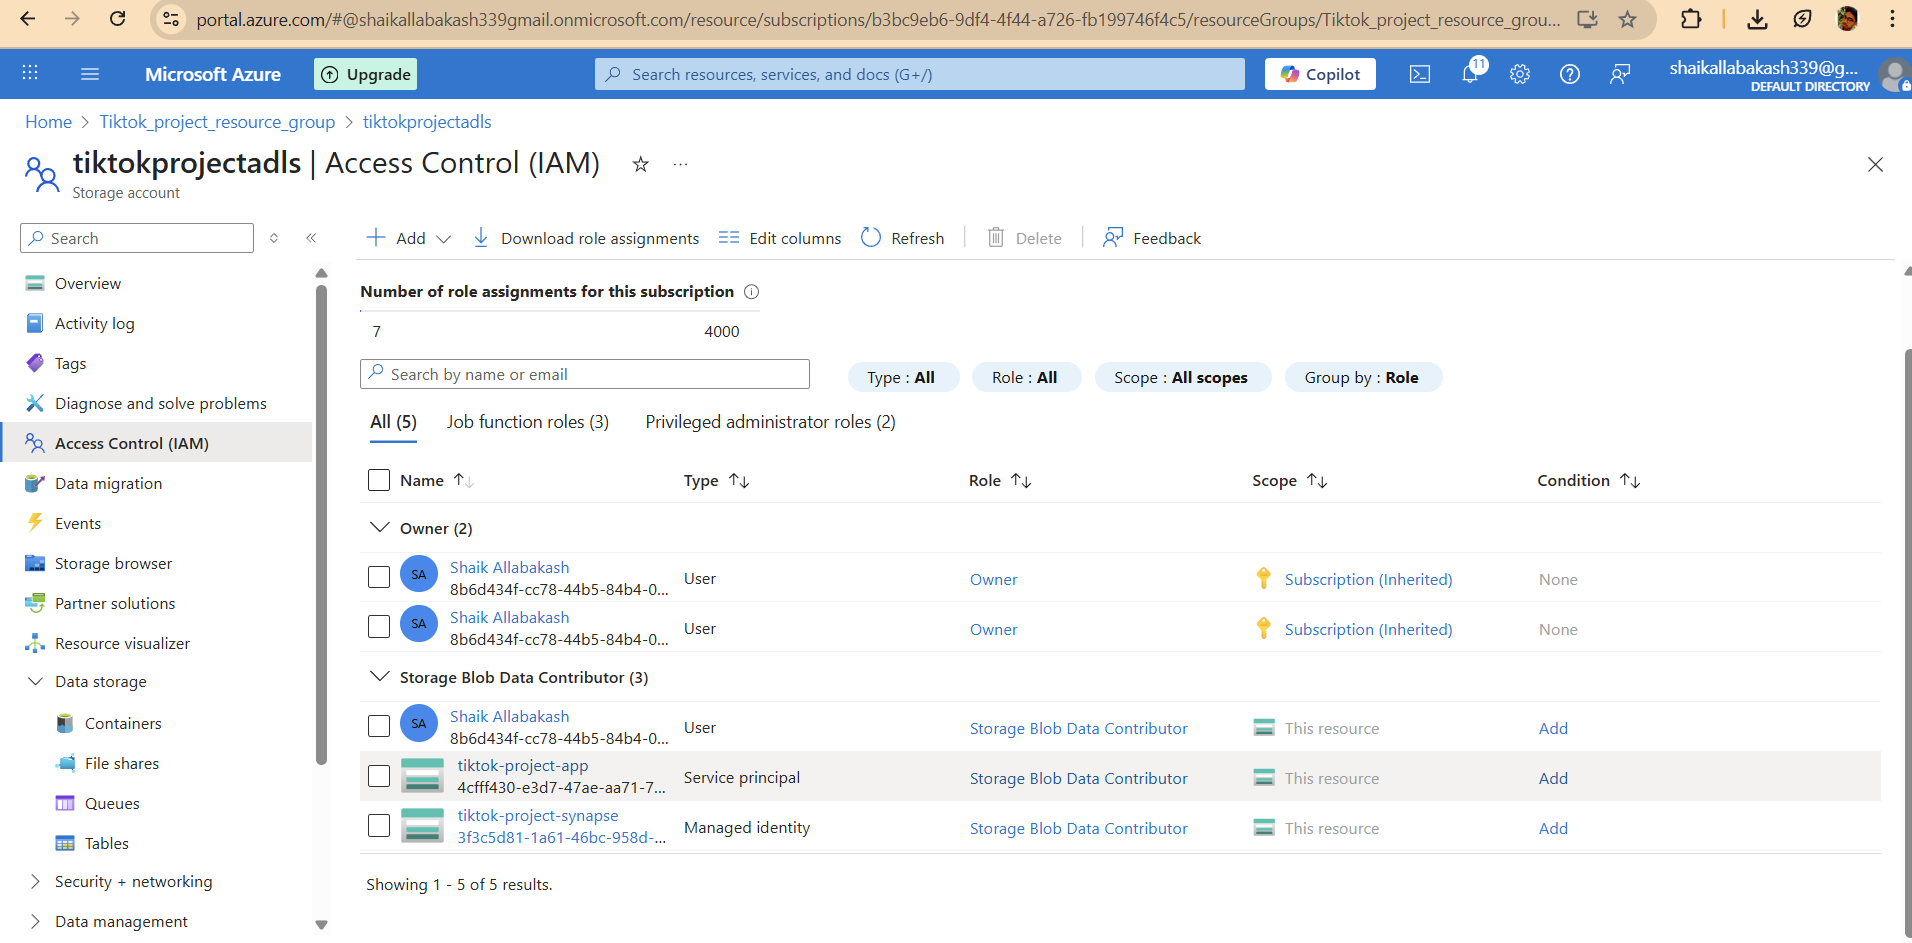 portal.azure.com/#@shaikallabakash339gmail.onmicrosoft.com/resource/subscriptions/b3bc9eb6-9df4-4f44-a726-fb199746f4c5/resourceGroups/Tiktok_project_resource_grou...
Microsoft Azure
Upgrade
Search resources, services, and docs (G+/)
Copilot
11
shaikallabakash339@g...
DEFAULT DIRECTORY
Home > Tiktok_project_resource_group > tiktokprojectadls
tiktokprojectadls | Access Control (IAM)
...
Storage account
Search
Add
Download role assignments
Edit columns
Refresh
Delete
Feedback
Overview
Activity log
Tags
Diagnose and solve problems
Access Control (IAM)
Data migration
Events
Storage browser
Partner solutions
Resource visualizer
Data storage
Containers
File shares
Queues
Tables
Security + networking
Data management
Number of role assignments for this subscription
7 4000
Search by name or email
Type : All
Role : All
Scope : All scopes
Group by : Role
All (5) Job function roles (3) Privileged administrator roles (2)
Name Type Role Scope Condition
Owner (2)
SA Shaik Allabakash
8b6d434f-cc78-44b5-84b4-0...
User Owner Subscription (Inherited) None
SA Shaik Allabakash
8b6d434f-cc78-44b5-84b4-0...
User Owner Subscription (Inherited) None
Storage Blob Data Contributor (3)
SA Shaik Allabakash
8b6d434f-cc78-44b5-84b4-0...
User Storage Blob Data Contributor This resource Add
tiktok-project-app
4cfff430-e3d7-47ae-aa71-7...
Service principal Storage Blob Data Contributor This resource Add
tiktok-project-synapse
3f3c5d81-1a61-46bc-958d-...
Managed identity Storage Blob Data Contributor This resource Add
Showing 1 - 5 of 5 results.